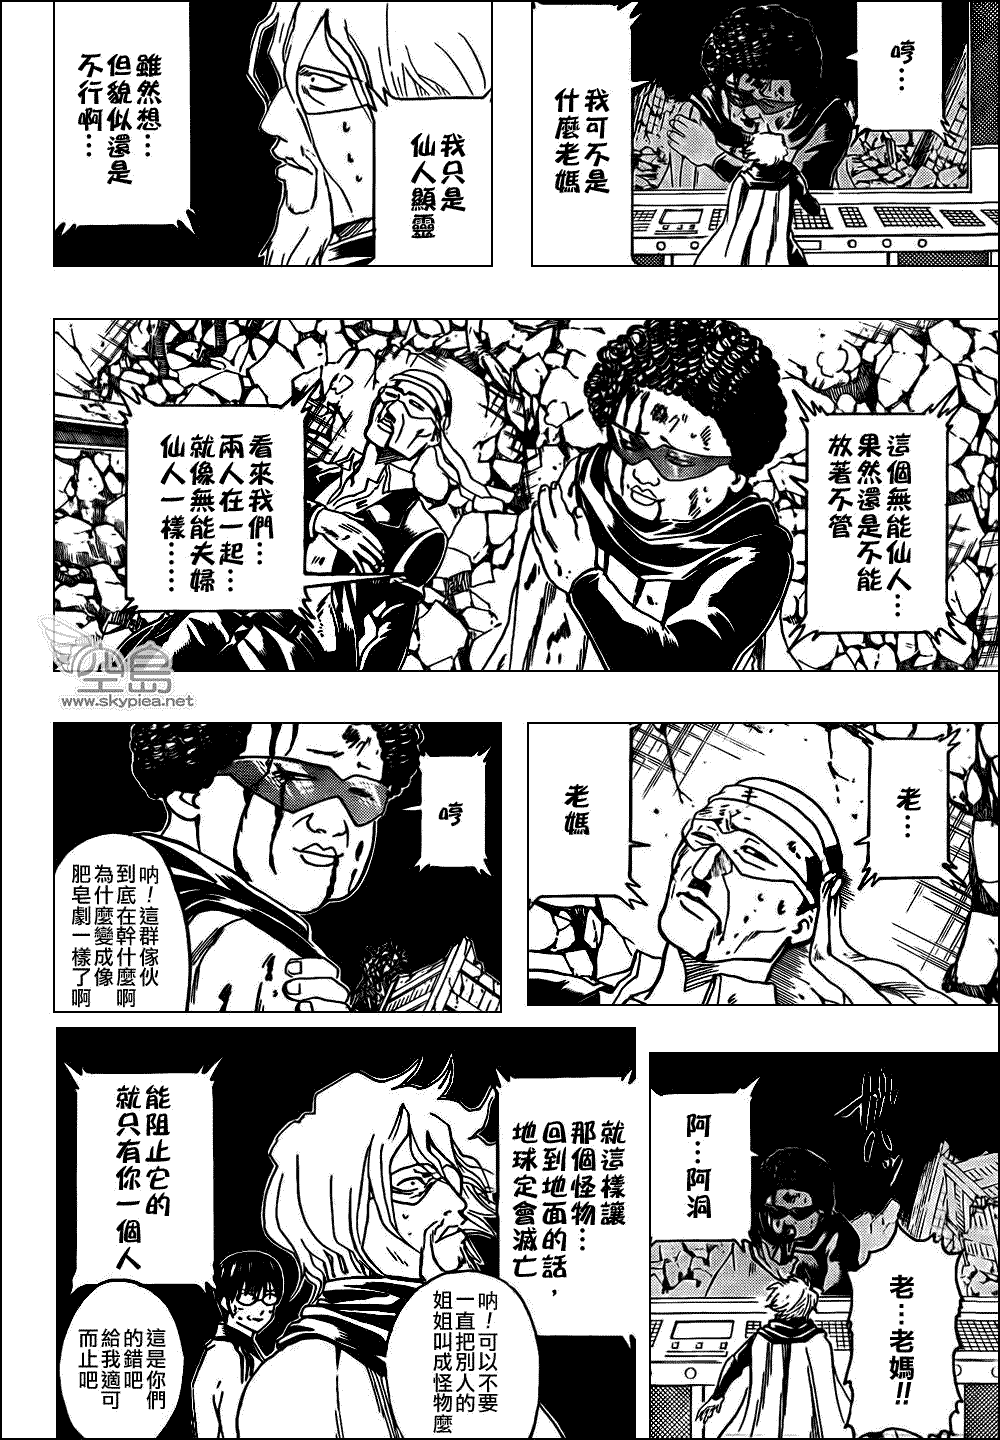 哼…
我可不是
什麼老媽
我只是
仙人顯靈
雖然想…
但貌似還是
不行啊…
這個無能仙人…
果然還是不能
放著不管
看來我們…
兩人在一起…
就像無能夫婦
仙人一樣………
老…
老媽
哼
吶！這群傢伙
到底在幹什麼啊
為什麼變成像
肥皂劇一樣了啊
阿…阿洞
老…老媽!!
就這樣讓
那個怪物…
回到地面的話，
地球定會滅亡
吶！可以不要
一直把別人的
姐姐叫成怪物麼
能阻止它的
就只有你一個人
這是你們
的錯吧
給我適可
而止吧
空島
www.skypiea.net